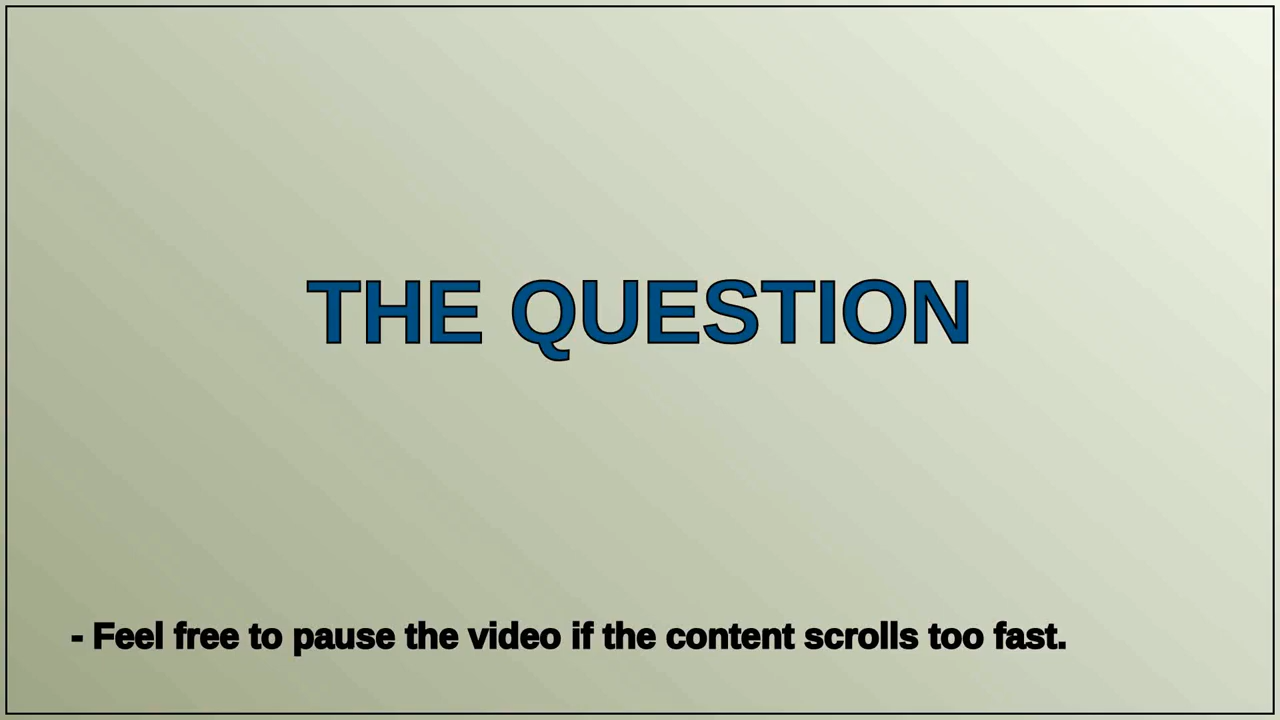 THE QUESTION
- Feel free to pause the video if the content scrolls too fast.